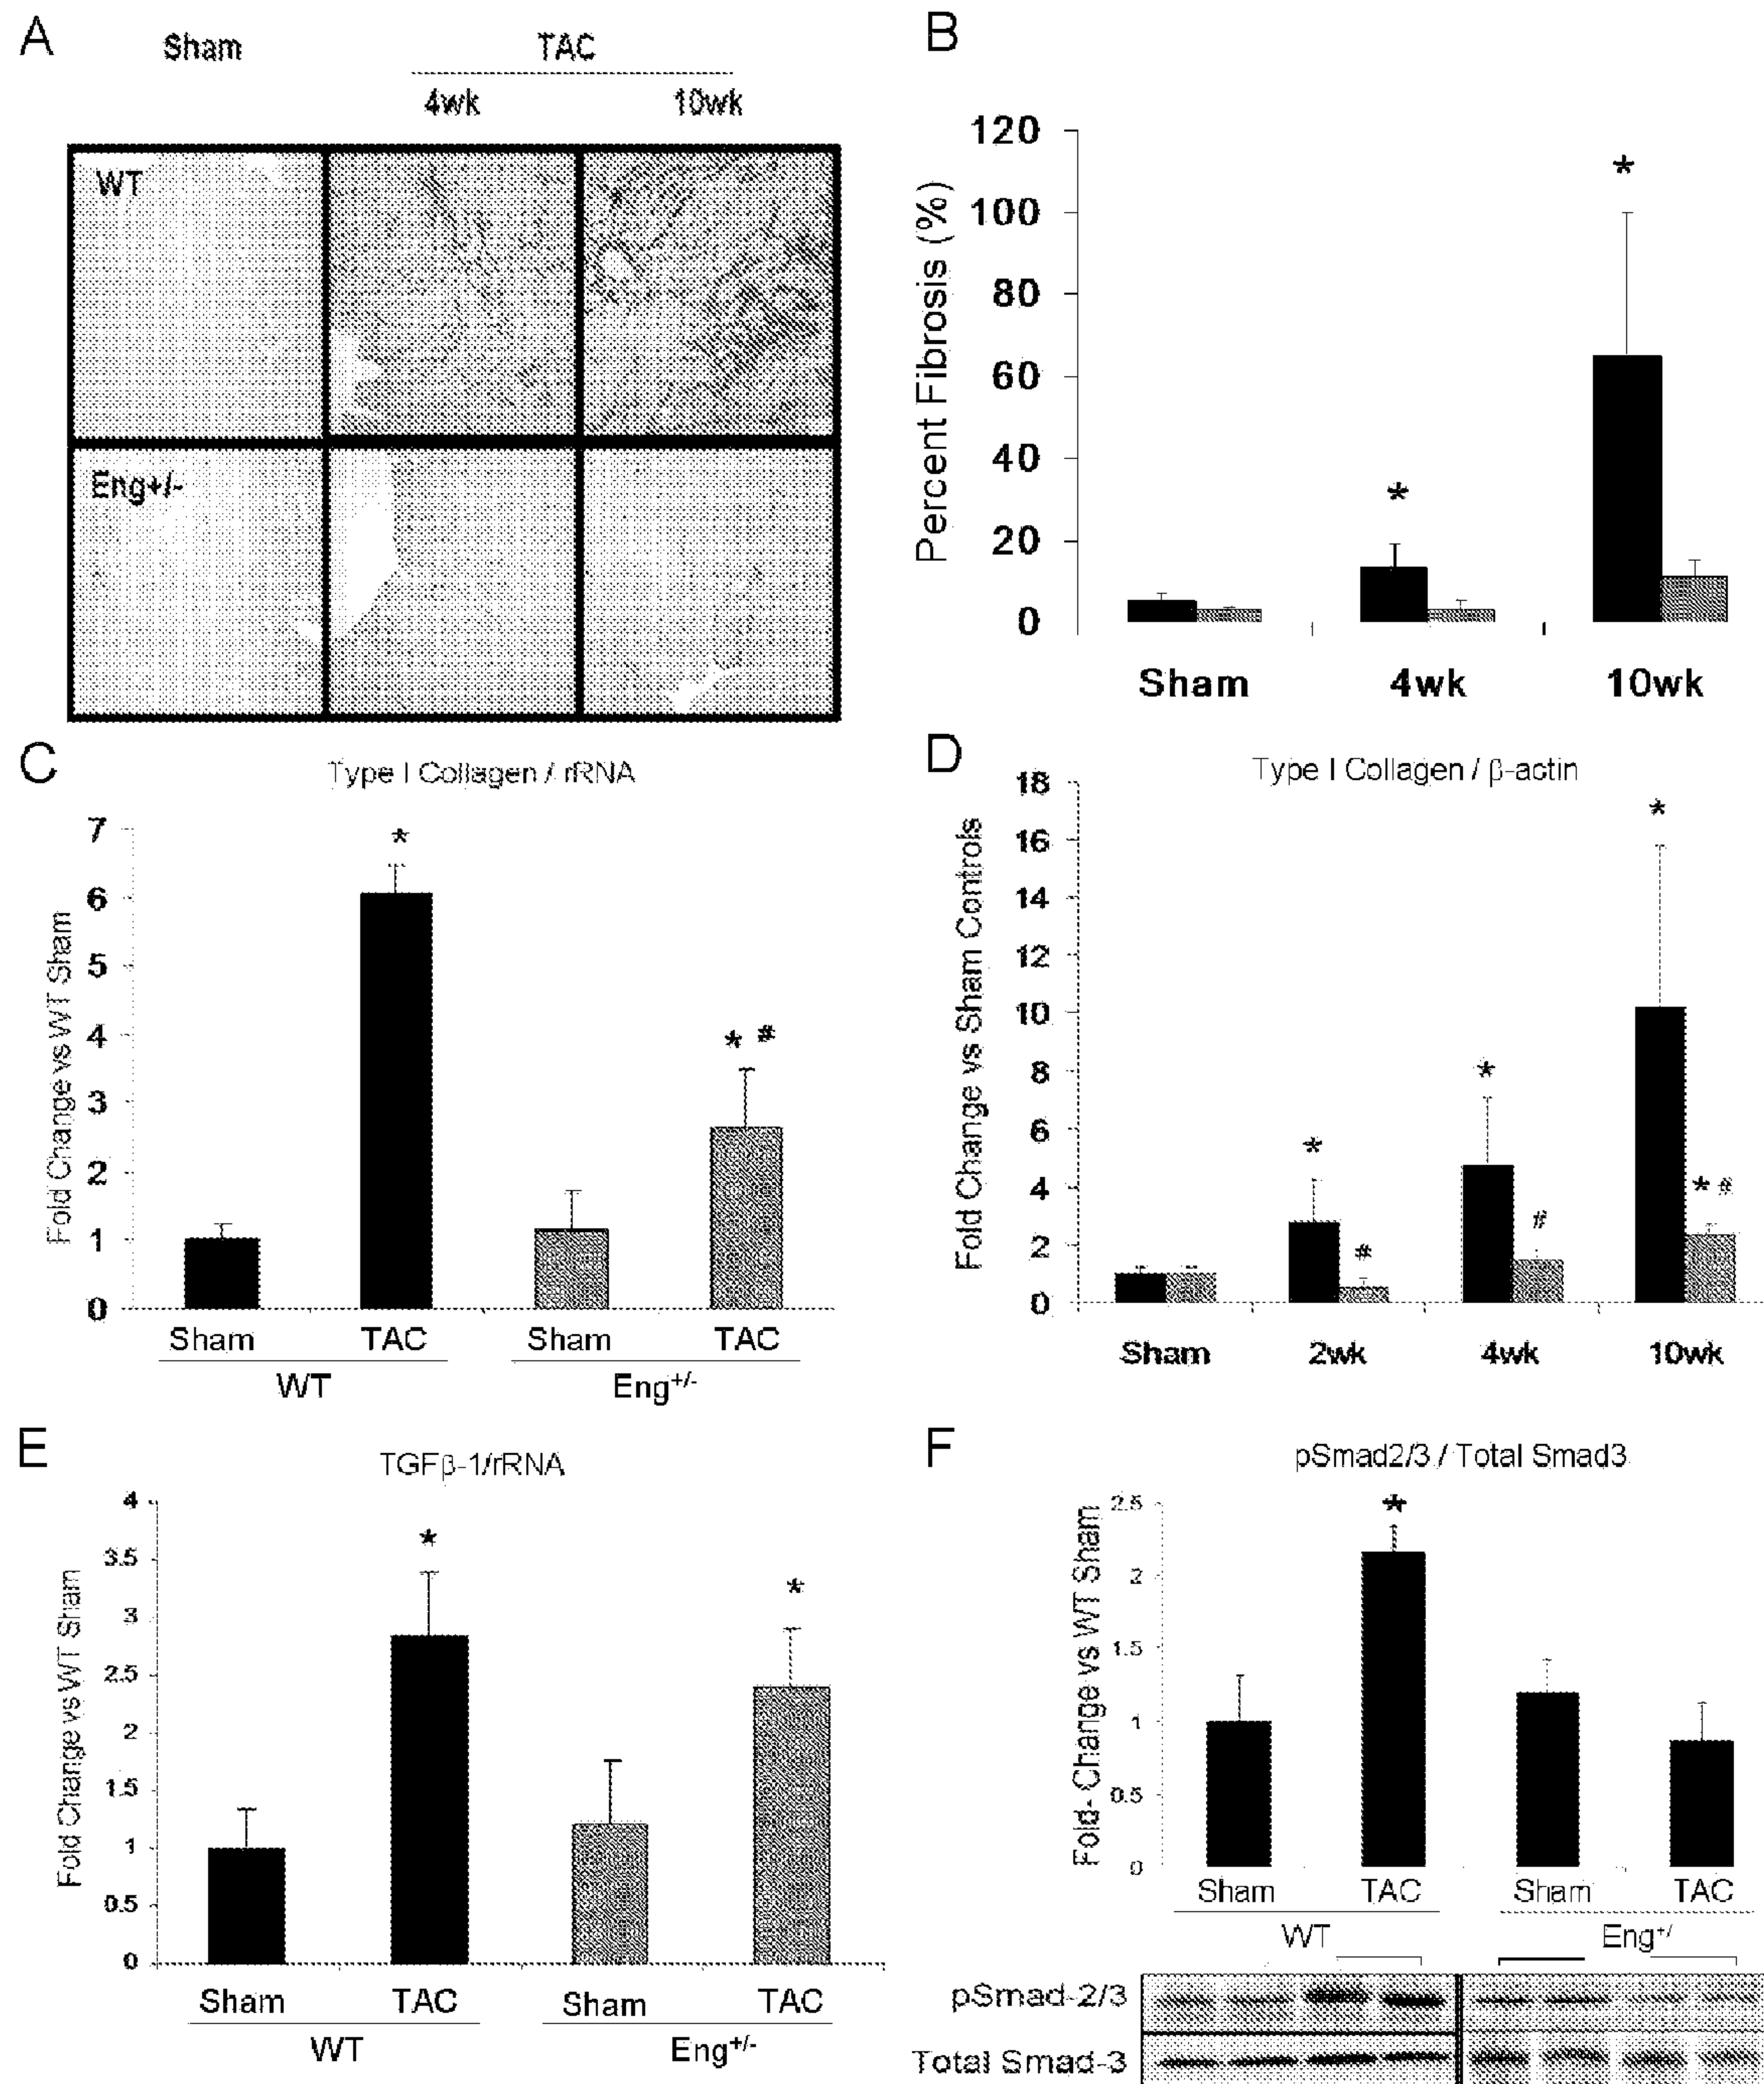 A
Sham
TAC
4wk
10wk
WT
Eng+/-
B
Percent Fibrosis (%)
120
100
80
60
40
20
0
*
*
Sham
4wk
10wk
C
Type I Collagen / rRNA
Fold Change vs WT Sham
7
6
5
4
3
2
1
0
*
* #
Sham
TAC
Sham
TAC
WT
Eng+/-
D
Type I Collagen / β-actin
Fold Change vs Sham Controls
18
16
14
12
10
8
6
4
2
0
*
#
*
#
*
* #
Sham
2wk
4wk
10wk
E
TGFβ-1/rRNA
Fold Change vs WT Sham
4
3.5
3
2.5
2
1.5
1
0.5
0
*
*
Sham
TAC
Sham
TAC
WT
Eng+/-
F
pSmad2/3 / Total Smad3
Fold- Change vs WT Sham
2.5
2
1.5
1
0.5
0
*
Sham
TAC
Sham
TAC
WT
Eng+/
pSmad-2/3
Total Smad-3